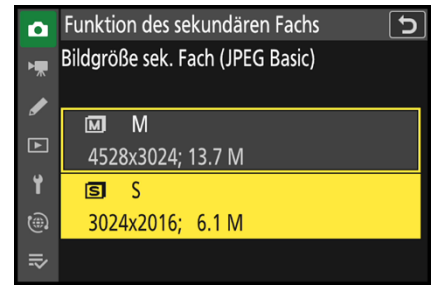 Funktion des sekundären Fachs
Bildgröße sek. Fach (JPEG Basic)
M M
4528x3024; 13.7 M
S S
3024x2016; 6.1 M